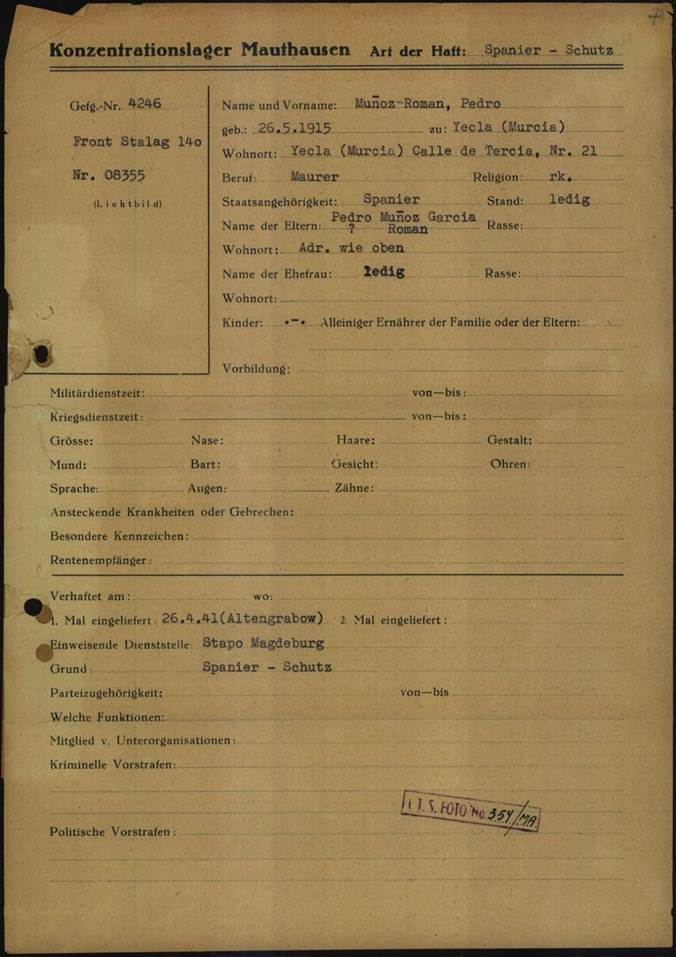 Konzentrationslager Mauthausen Art der Haft: Spanier - Schutz
Gefg.-Nr. 4246
Front Stalag 14o
Nr. 08355
(Lichtbild)
Name und Vorname: Muñoz-Roman, Pedro
geb.: 26.5.1915 zu: Yecla (Murcia)
Wohnort: Yecla (Murcia) Calle de Tercia, Nr. 21
Beruf: Maurer Religion: rk.
Staatsangehörigkeit: Spanier Stand: ledig
Pedro Muñoz Garcia
Name der Eltern: ? Roman Rasse:
Wohnort: Adr. wie oben
Name der Ehefrau: ledig Rasse:
Wohnort:
Kinder: .-. Alleiniger Ernährer der Familie oder der Eltern:
Vorbildung:
Militärdienstzeit: von—bis:
Kriegsdienstzeit: von—bis:
Grösse: Nase: Haare: Gestalt:
Mund: Bart: Gesicht: Ohren:
Sprache: Augen: Zähne:
Ansteckende Krankheiten oder Gebrechen:
Besondere Kennzeichen:
Rentenempfänger:
Verhaftet am: wo:
1. Mal eingeliefert: 26.4.41(Altengrabow) 2. Mal eingeliefert:
Einweisende Dienststelle: Stapo Magdeburg
Grund: Spanier - Schutz
Parteizugehörigkeit: von—bis
Welche Funktionen:
Mitglied v. Unterorganisationen:
Kriminelle Vorstrafen:
I.T.S. FOTO No. 354/MA.
Politische Vorstrafen: